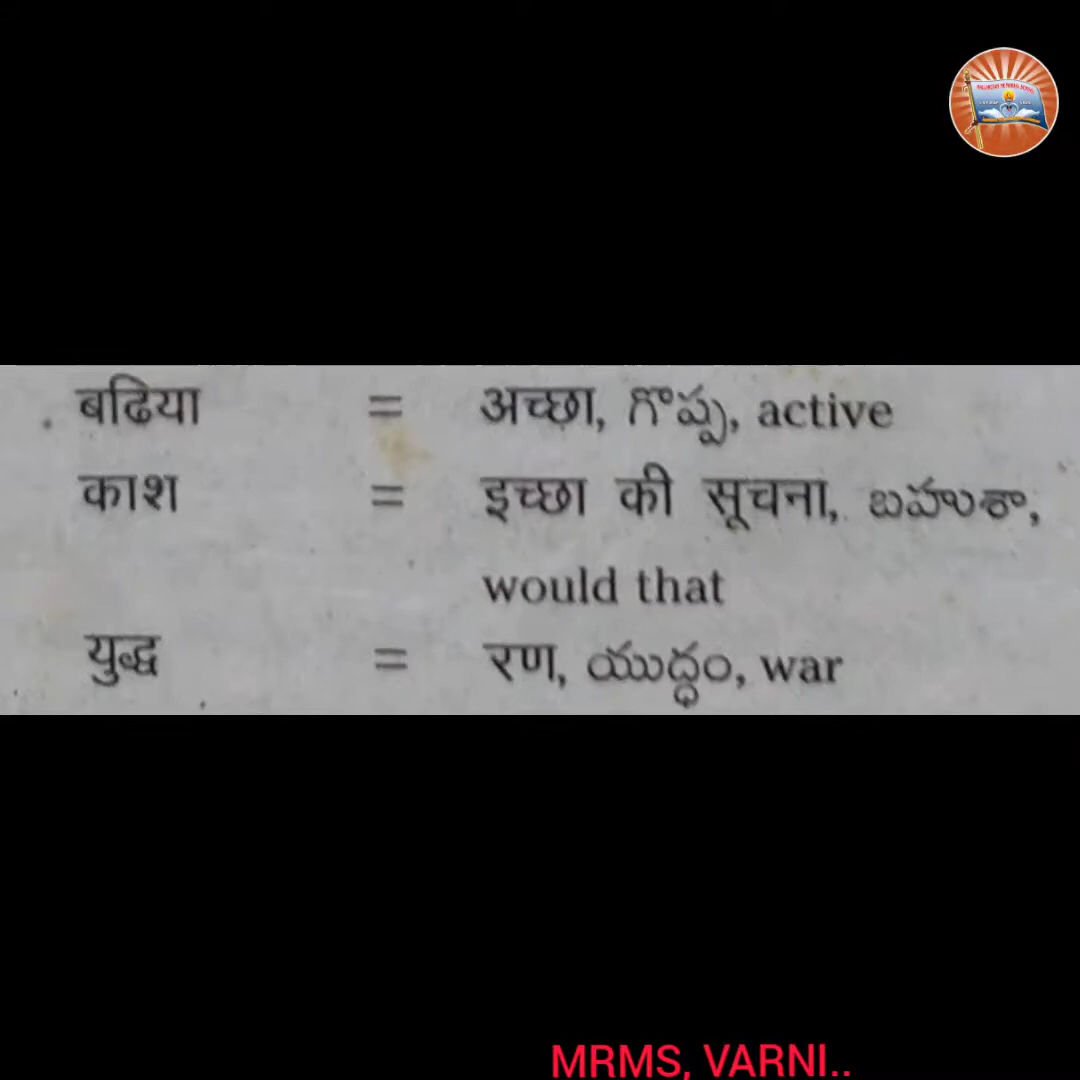 बढिया = अच्छा, గొప్ప, active
काश = इच्छा की सूचना, బహుశా,
would that
युद्ध = रण, యుద్ధం, war
MRMS, VARNI..